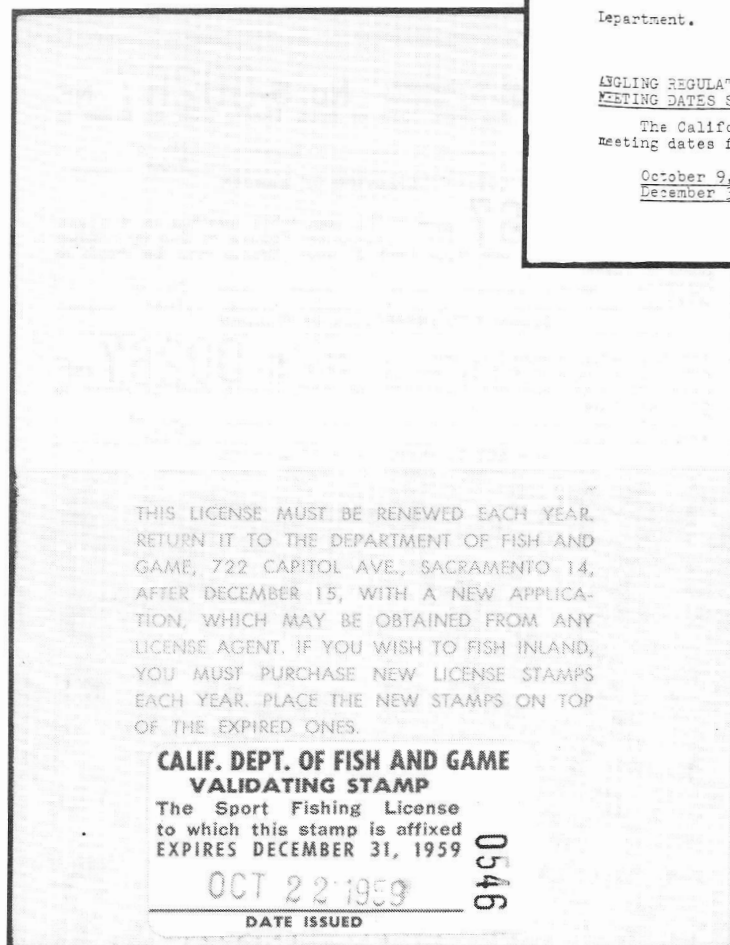 Department.
ANGLING REGULAT
MEETING DATES S
The Califo
meeting dates f
October 9,
December
THIS LICENSE MUST BE RENEWED EACH YEAR.
RETURN IT TO THE DEPARTMENT OF FISH AND
GAME, 722 CAPITOL AVE., SACRAMENTO 14,
AFTER DECEMBER 15, WITH A NEW APPLICA-
TION, WHICH MAY BE OBTAINED FROM ANY
LICENSE AGENT. IF YOU WISH TO FISH INLAND,
YOU MUST PURCHASE NEW LICENSE STAMPS
EACH YEAR. PLACE THE NEW STAMPS ON TOP
OF THE EXPIRED ONES.
CALIF. DEPT. OF FISH AND GAME
VALIDATING STAMP
The Sport Fishing License
to which this stamp is affixed
EXPIRES DECEMBER 31, 1959
OCT 22 1959
DATE ISSUED
0546